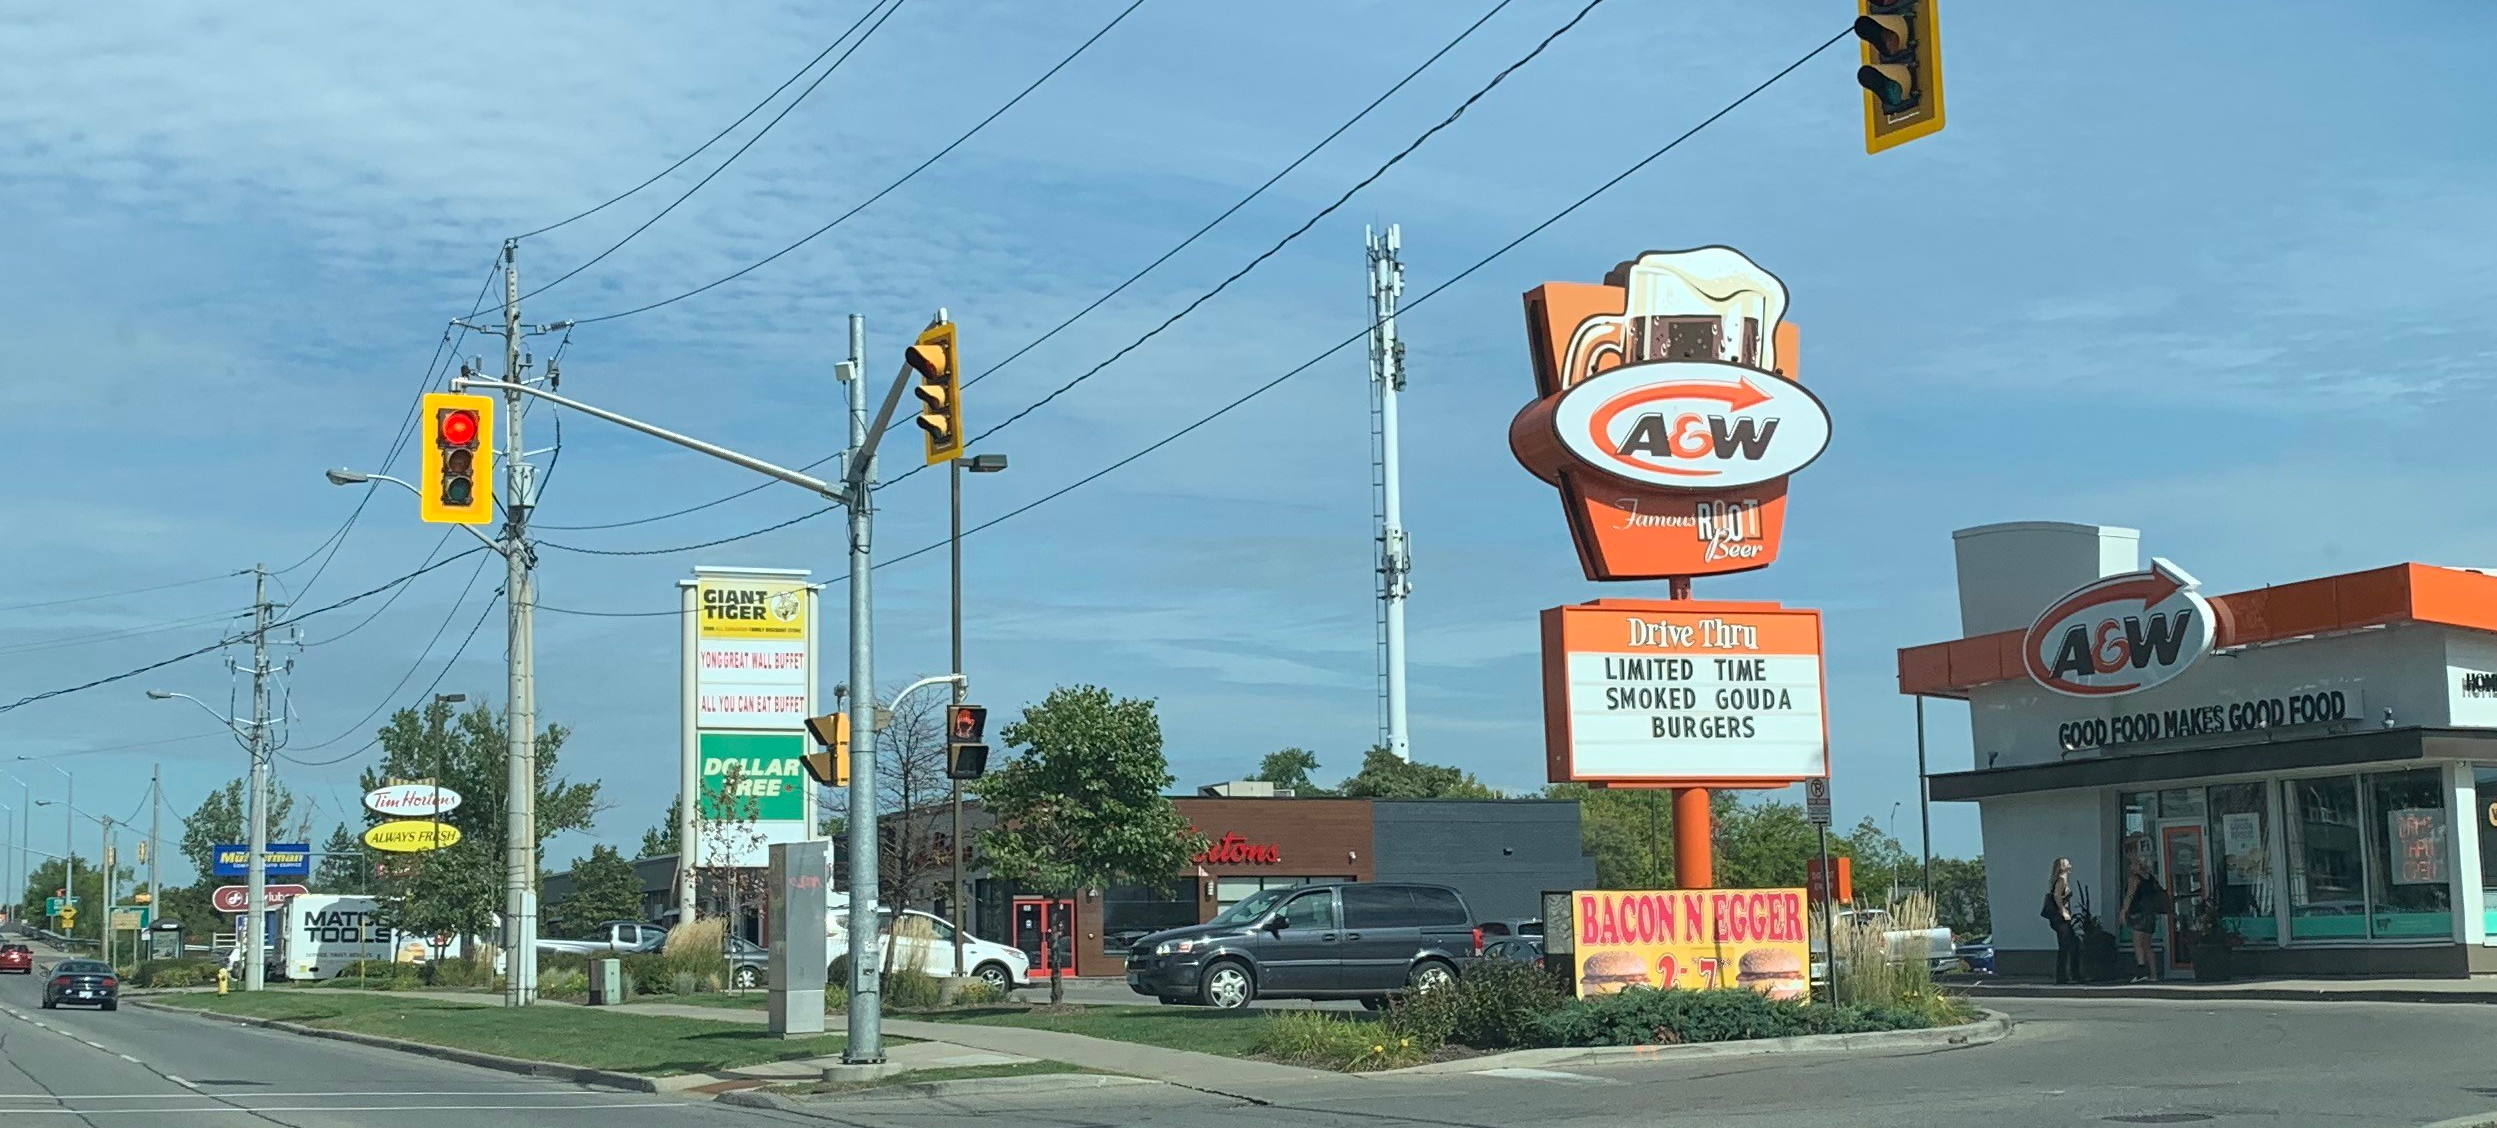 GIANT
TIGER
YONG GREAT WALL BUFFET
ALL YOU CAN EAT BUFFET
DOLLAR
TREE
Tim Hortons
ALWAYS FRESH
MATCO
TOOLS
A&W
Famous ROOT
Beer
Drive Thru
LIMITED TIME
SMOKED GOUDA
BURGERS
BACON N EGGER
A&W
GOOD FOOD MAKES GOOD FOOD